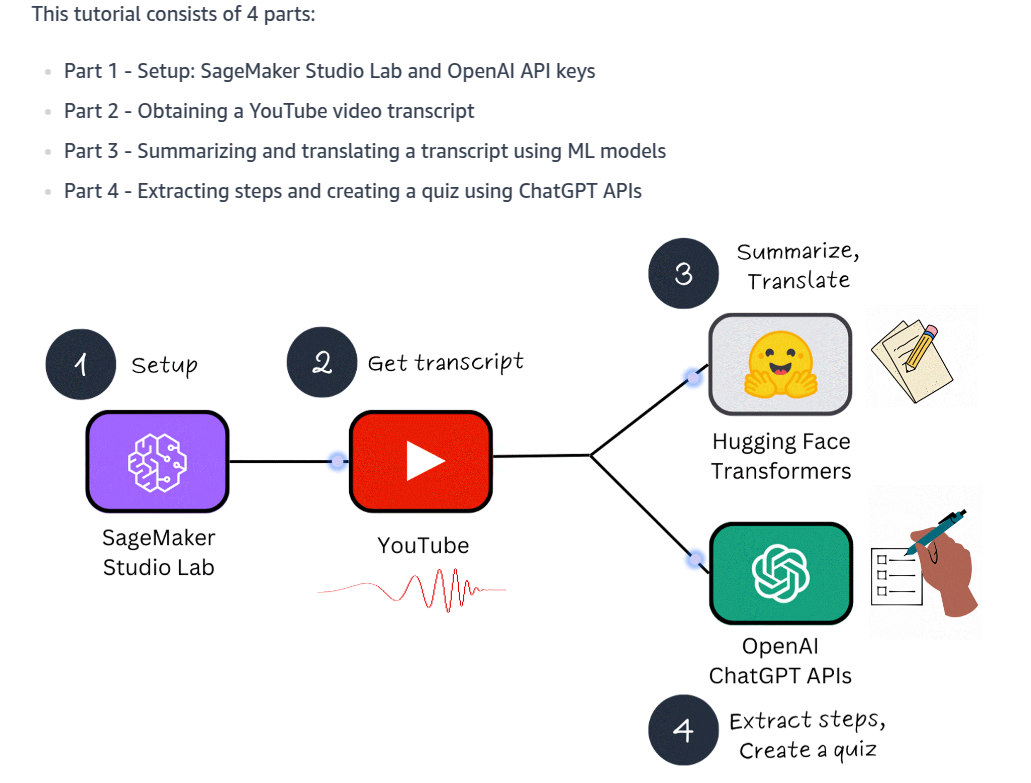 This tutorial consists of 4 parts:
Part 1 - Setup: SageMaker Studio Lab and OpenAI API keys
Part 2 - Obtaining a YouTube video transcript
Part 3 - Summarizing and translating a transcript using ML models
Part 4 - Extracting steps and creating a quiz using ChatGPT APIs
1
Setup
SageMaker
Studio Lab
2
Get transcript
YouTube
3
Summarize,
Translate
Hugging Face
Transformers
OpenAI
ChatGPT APIs
4
Extract steps,
Create a quiz